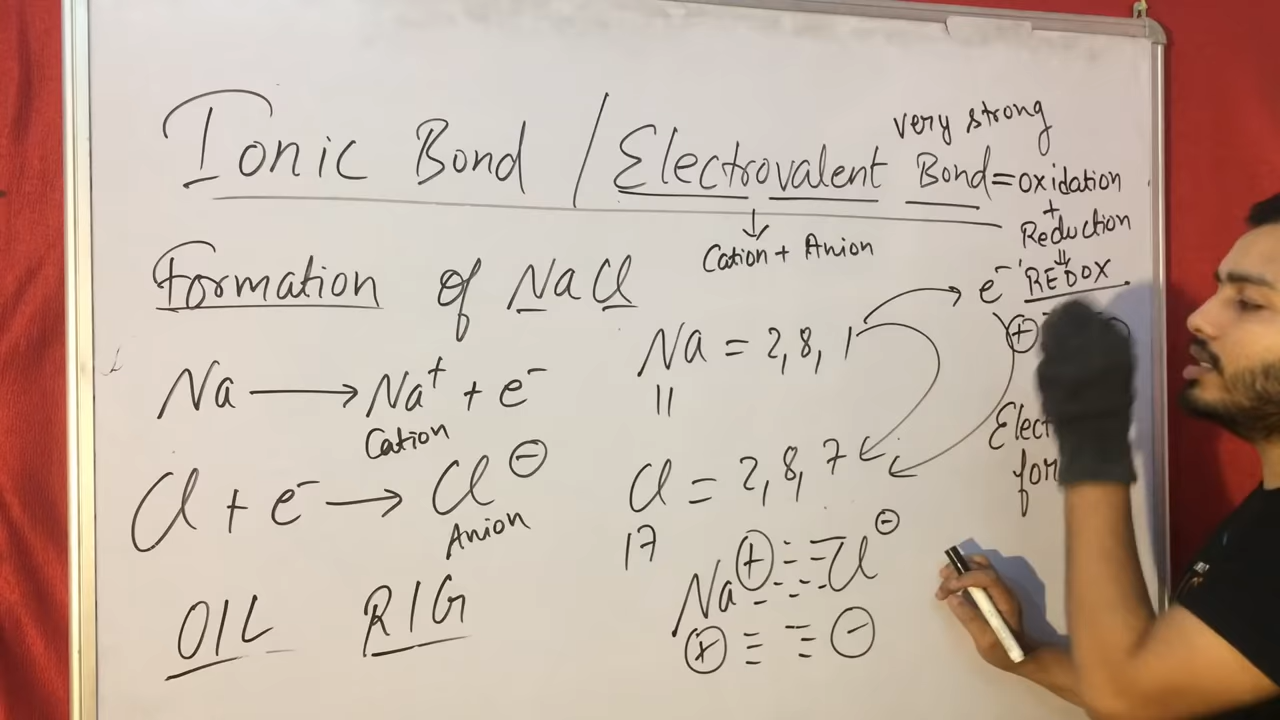 Ionic Bond / Electrovalent Bond = oxidation
very strong
+
Reduction
⇓
REDOX
↓
Cation + Anion
Formation of NaCl
Na ⟶ Na⁺ + e⁻
Cation
Cl + e⁻ ⟶ Cl⊖
Anion
OIL RIG
Na = 2, 8, 1 → e⁻
11
⊕
Cl = 2, 8, 7
17
Na⊕ Cl⊖
⊕ ⊖